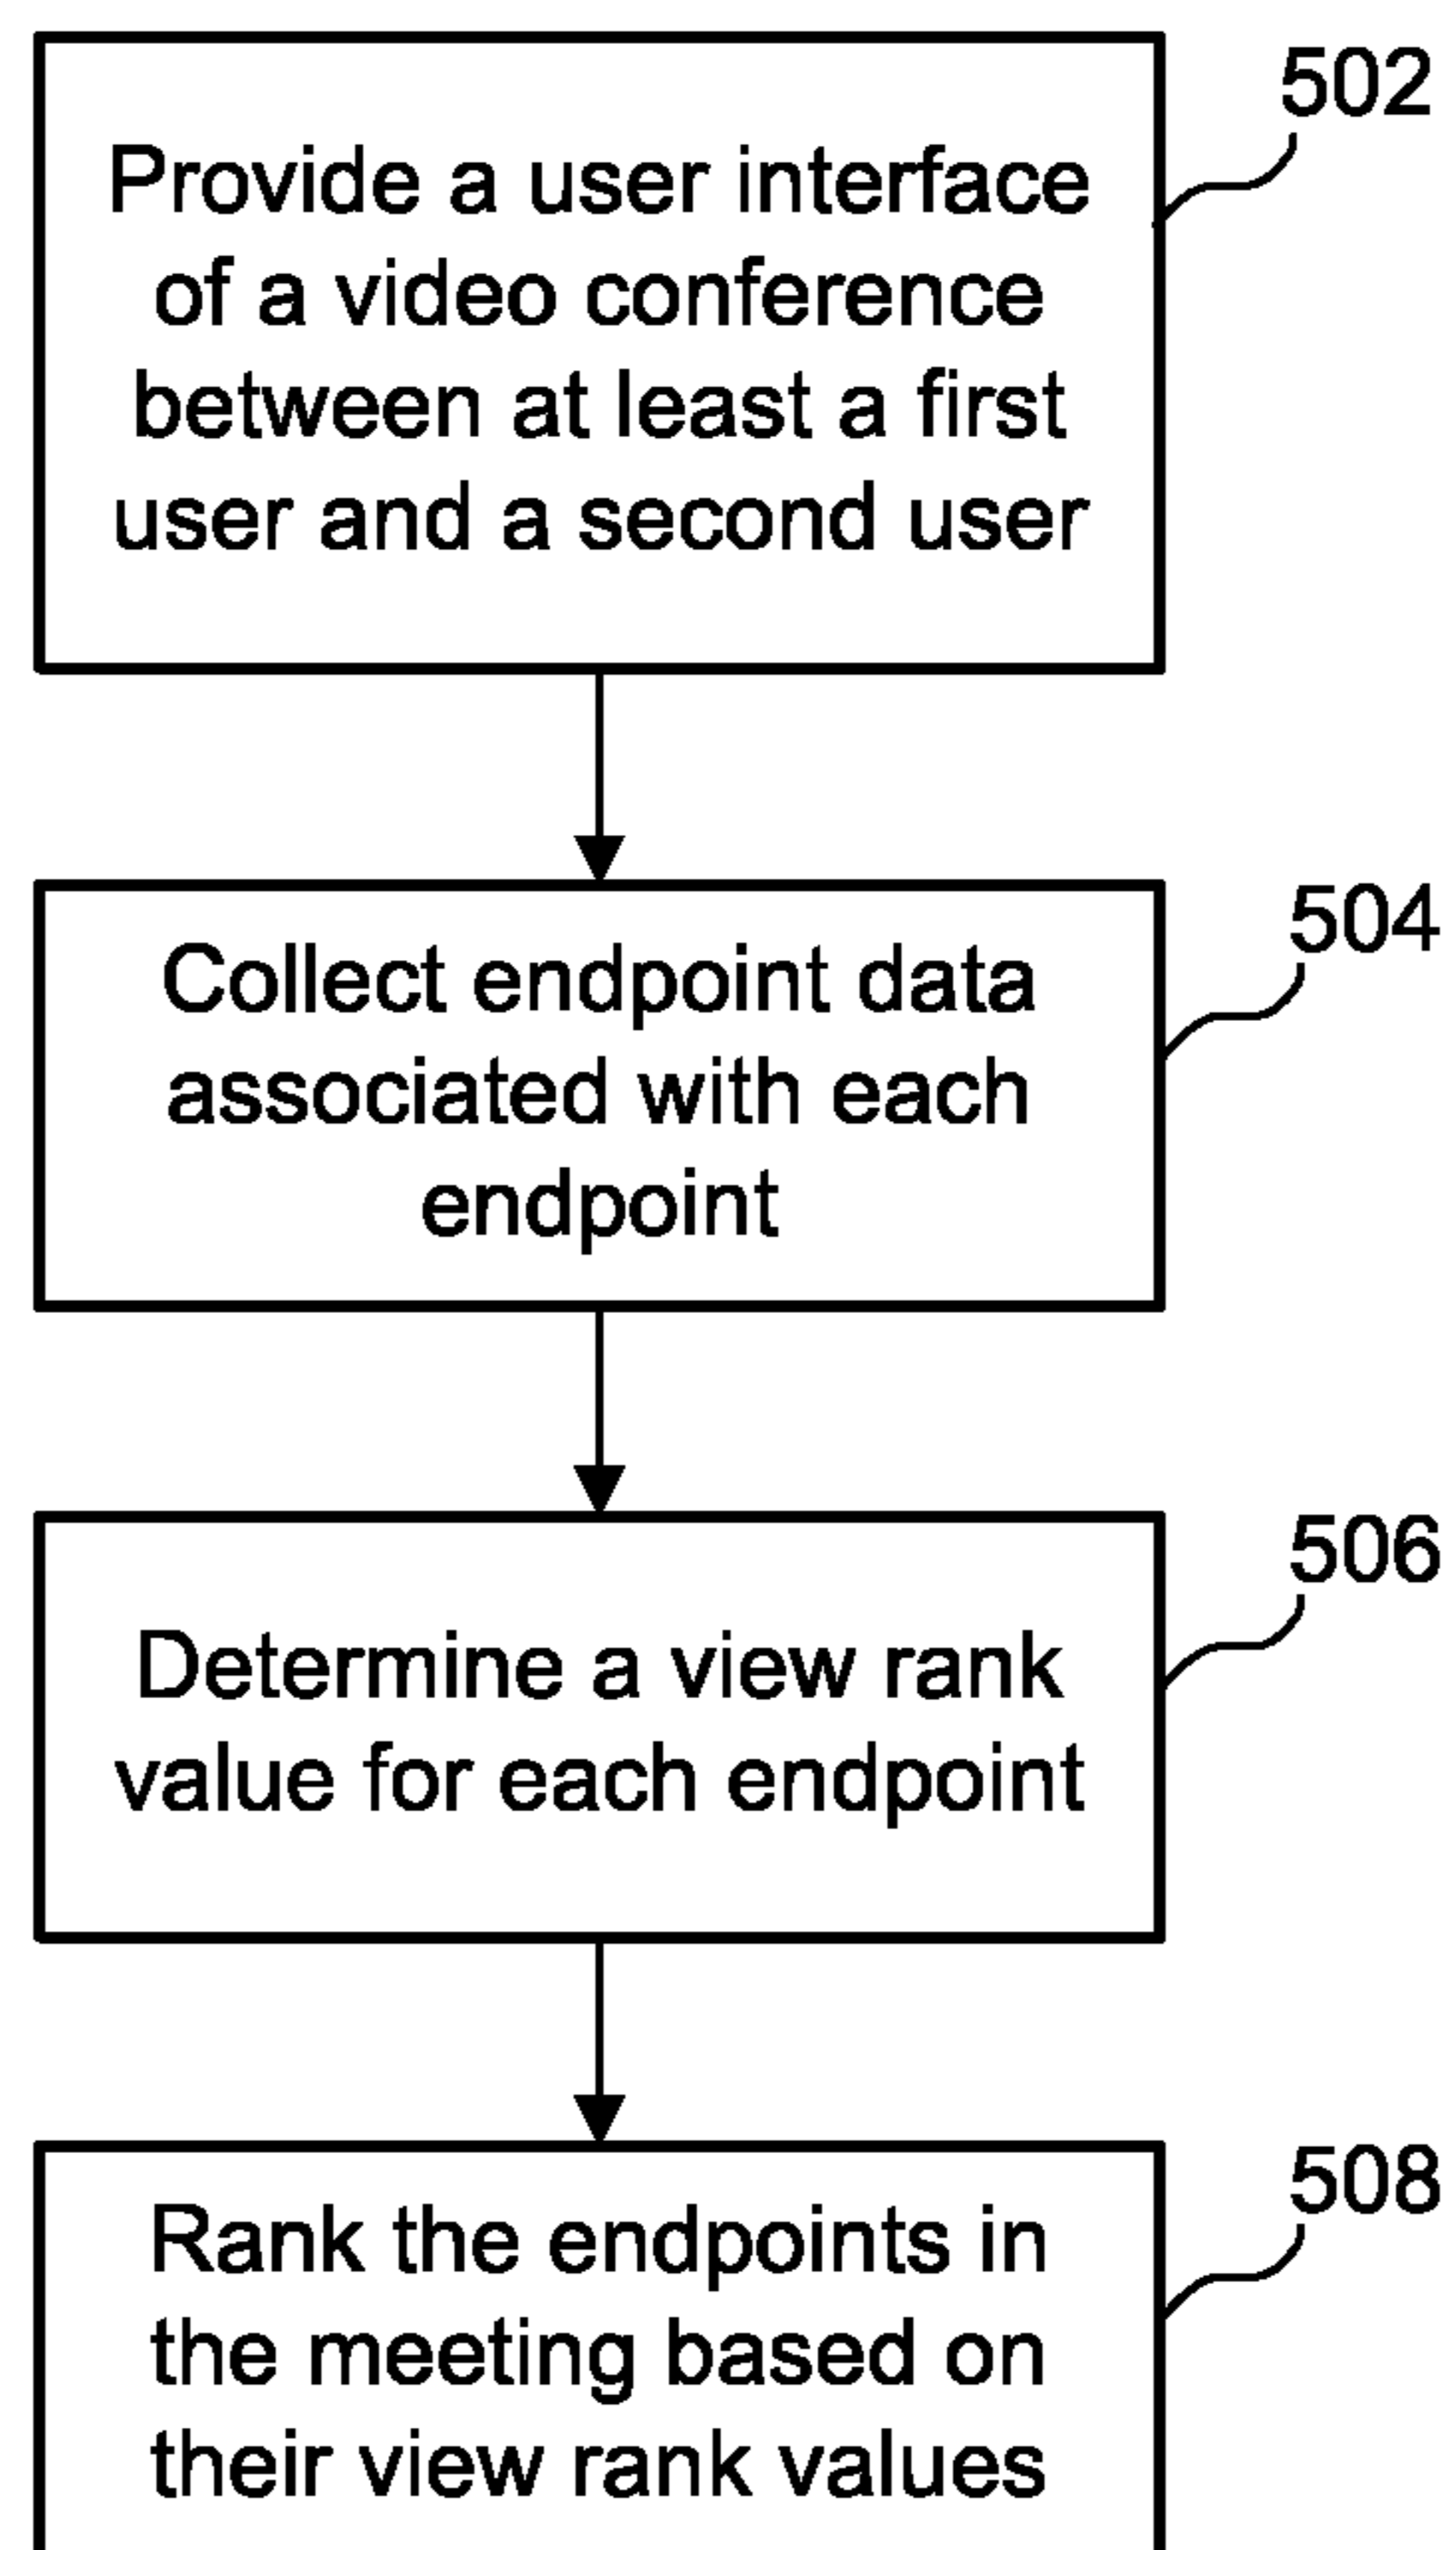 502
Provide a user interface
of a video conference
between at least a first
user and a second user
504
Collect endpoint data
associated with each
endpoint
506
Determine a view rank
value for each endpoint
508
Rank the endpoints in
the meeting based on
their view rank values